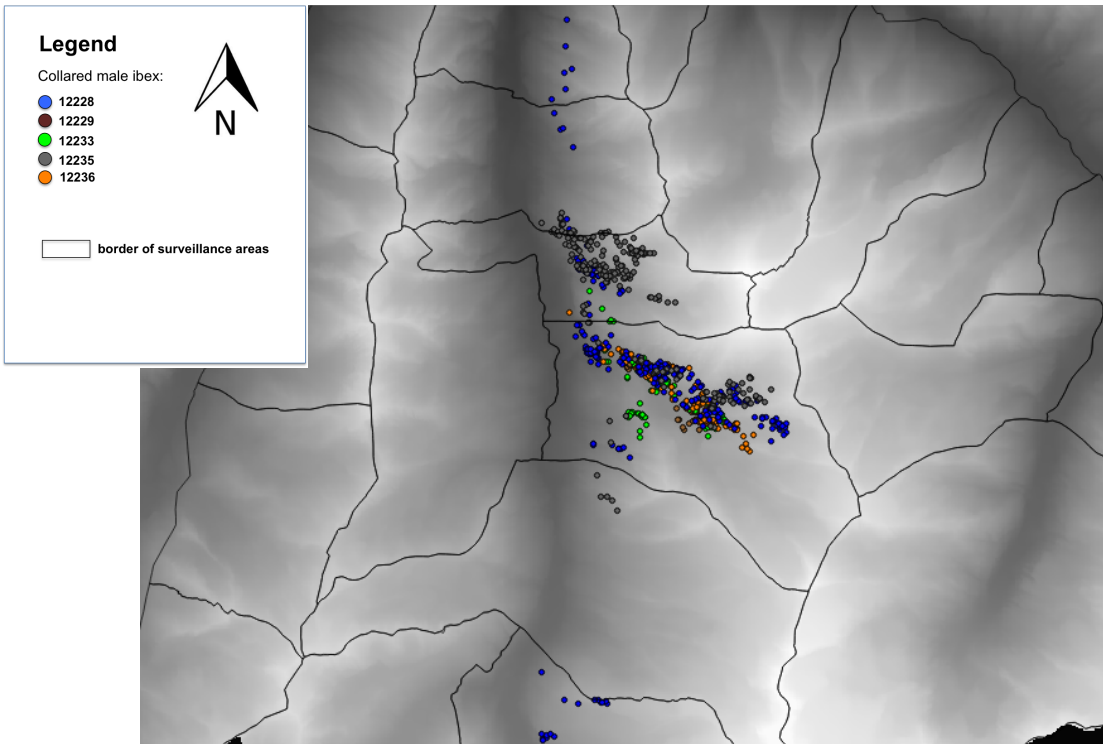 Legend
Collared male ibex:
12228
12229
12233
12235
12236
N
border of surveillance areas